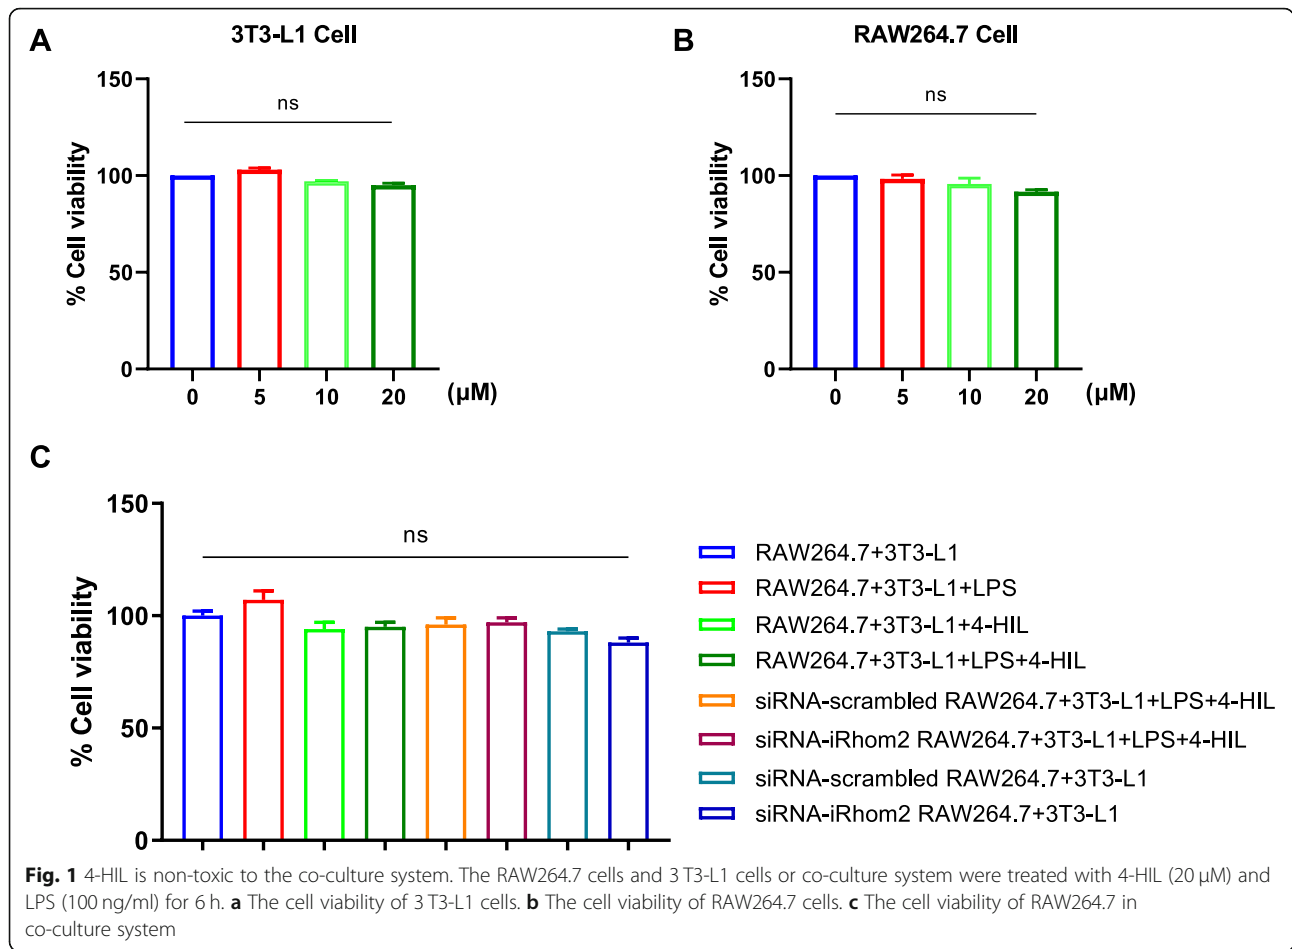 A
3T3-L1 Cell
% Cell viability
150
100
50
0
ns
0 5 10 20 (µM)
B
RAW264.7 Cell
% Cell viability
150
100
50
0
ns
0 5 10 20 (µM)
C
% Cell viability
150
100
50
0
ns
RAW264.7+3T3-L1
RAW264.7+3T3-L1+LPS
RAW264.7+3T3-L1+4-HIL
RAW264.7+3T3-L1+LPS+4-HIL
siRNA-scrambled RAW264.7+3T3-L1+LPS+4-HIL
siRNA-iRhom2 RAW264.7+3T3-L1+LPS+4-HIL
siRNA-scrambled RAW264.7+3T3-L1
siRNA-iRhom2 RAW264.7+3T3-L1
Fig. 1 4-HIL is non-toxic to the co-culture system. The RAW264.7 cells and 3 T3-L1 cells or co-culture system were treated with 4-HIL (20 µM) and
LPS (100 ng/ml) for 6 h. a The cell viability of 3 T3-L1 cells. b The cell viability of RAW264.7 cells. c The cell viability of RAW264.7 in
co-culture system